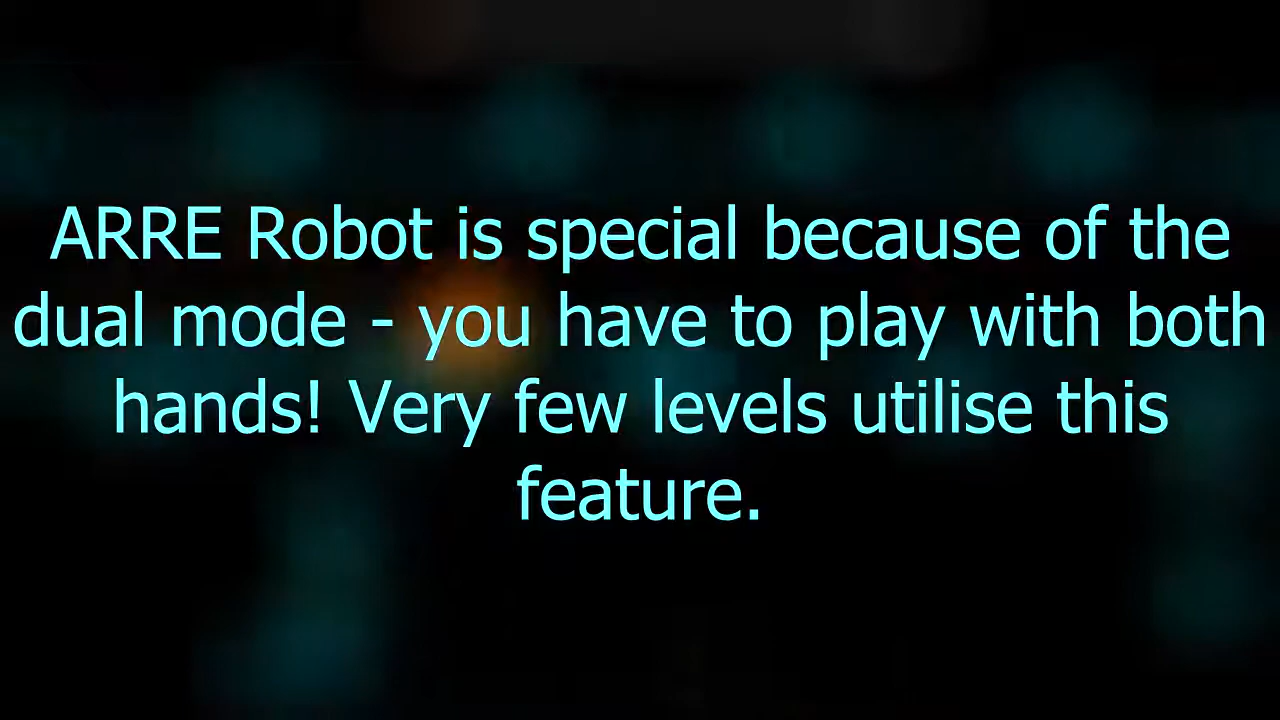 ARRE Robot is special because of the
dual mode - you have to play with both
hands! Very few levels utilise this
feature.